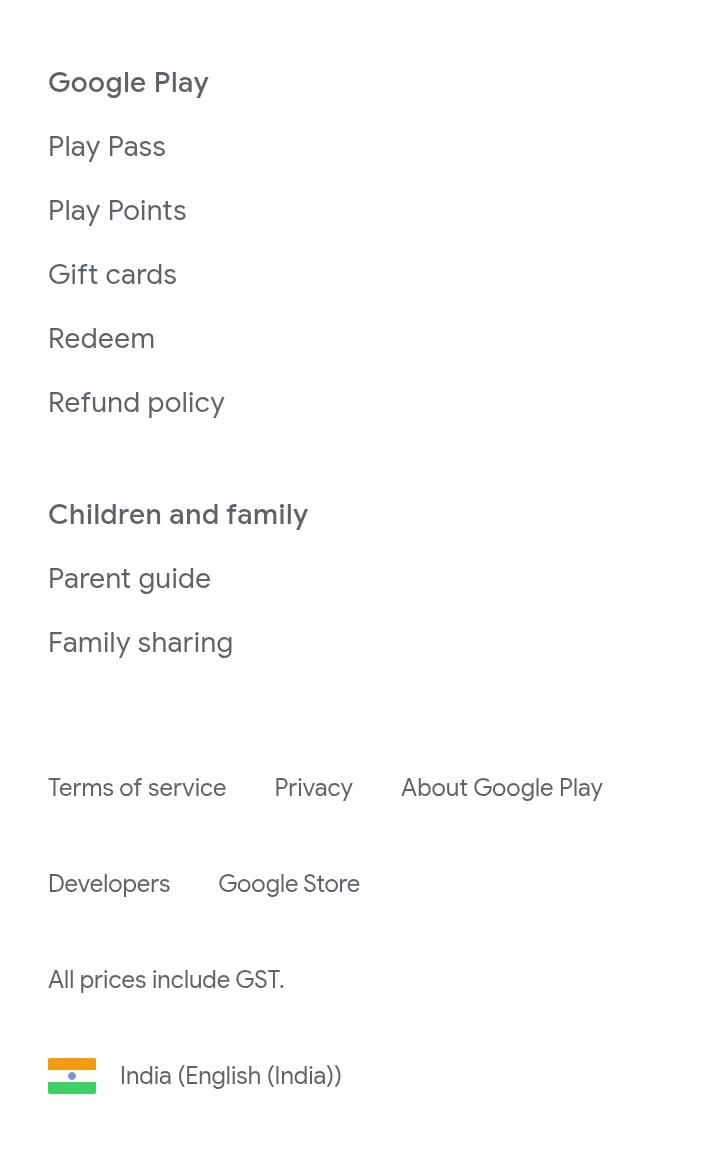 Google Play
Play Pass
Play Points
Gift cards
Redeem
Refund policy
Children and family
Parent guide
Family sharing
Terms of service Privacy About Google Play
Developers Google Store
All prices include GST.
India (English (India))